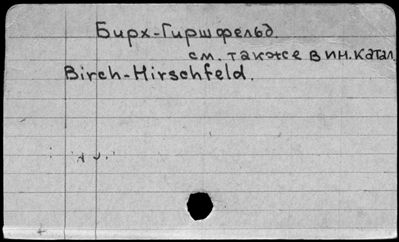 Бирх-Гиршфельд
см. также в ин. катал.
Birch-Hirschfeld.